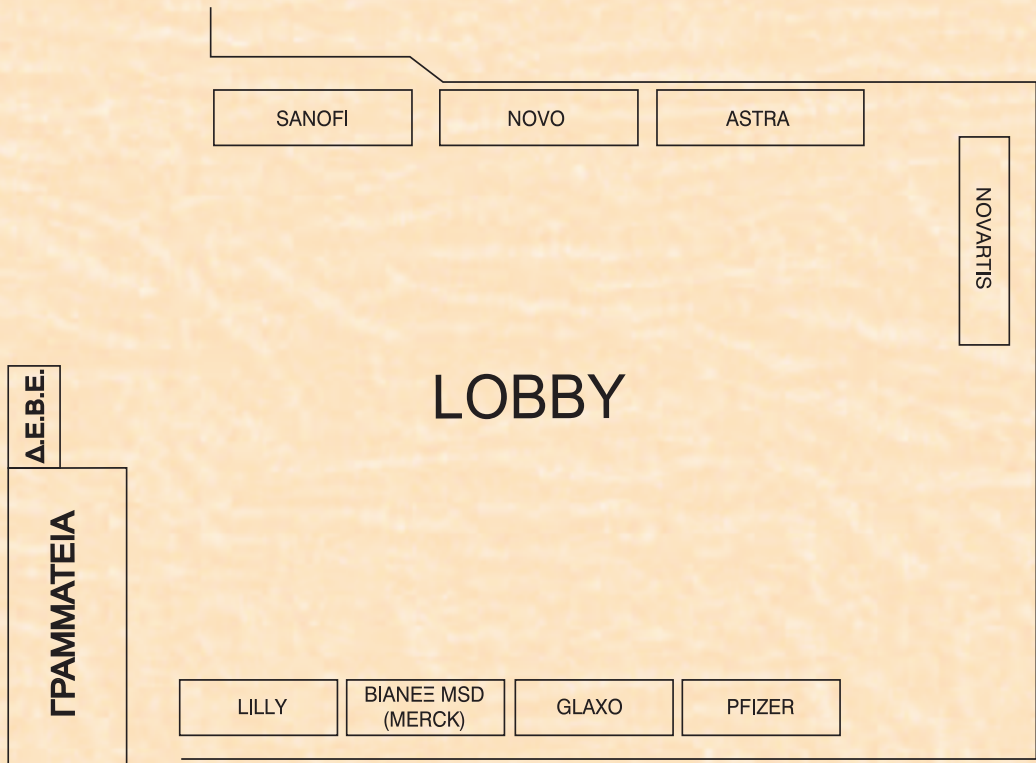 SANOFI
NOVO
ASTRA
NOVARTIS
LOBBY
Δ.Ε.Β.Ε.
ΓΡΑΜΜΑΤΕΙΑ
LILLY
ΒΙΑΝΕΞ MSD
(MERCK)
GLAXO
PFIZER